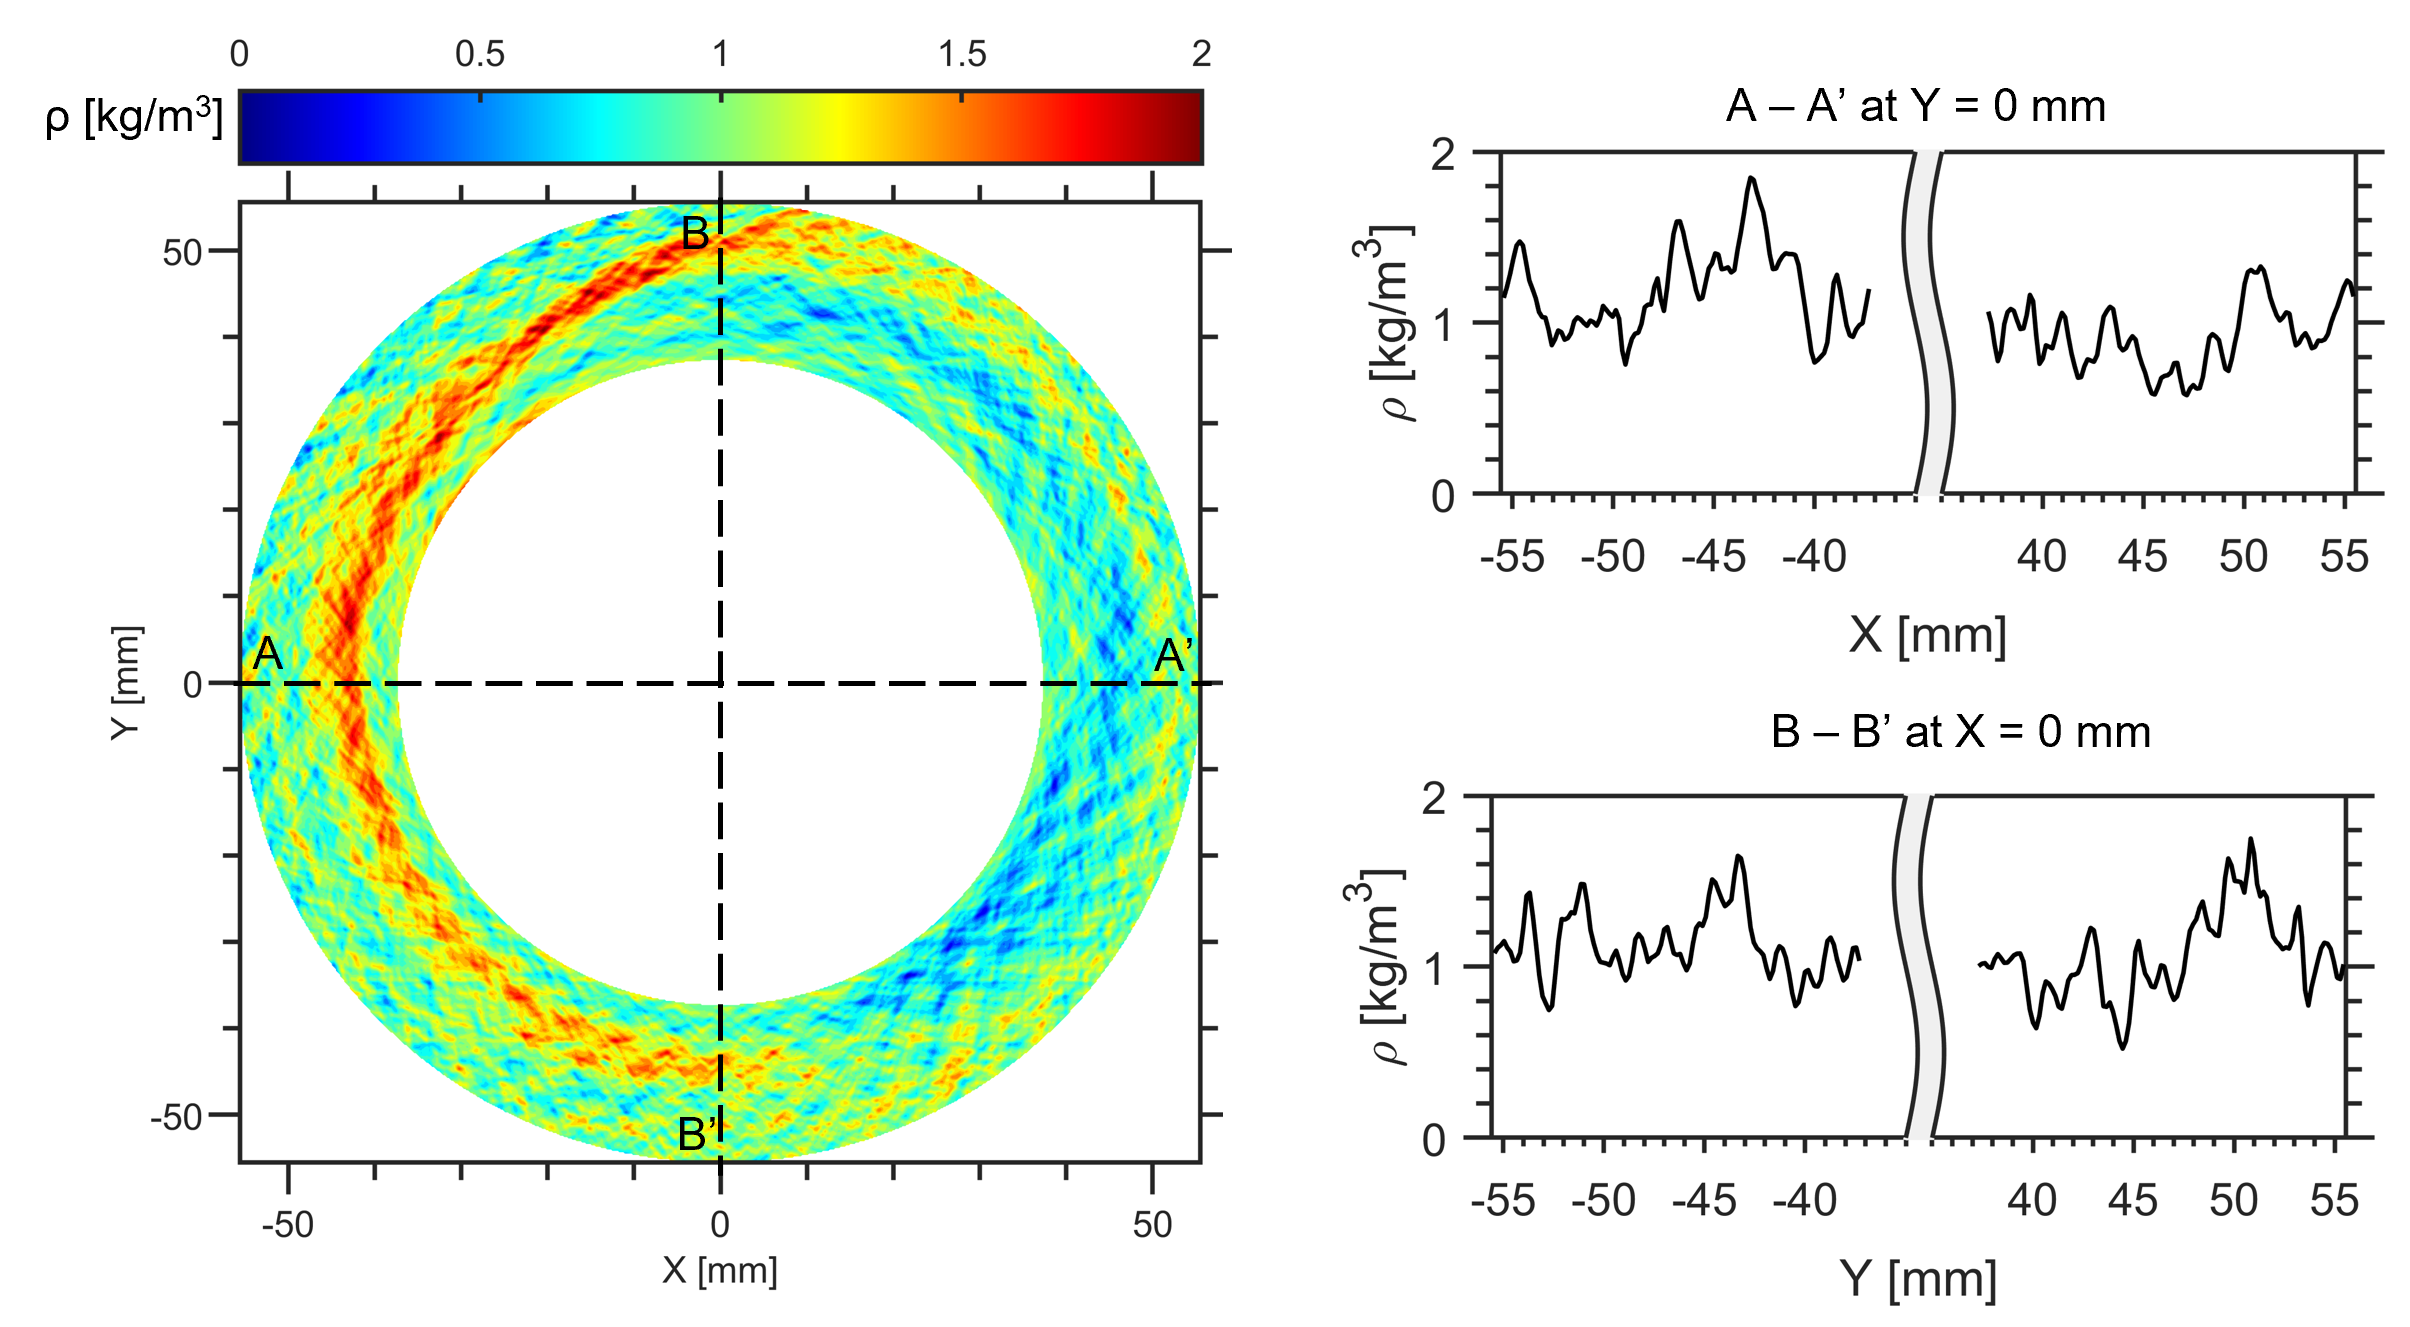 0 0.5 1 1.5 2
ρ [kg/m³]
B
50
Y [mm]
A A’
0
-50
B’
-50 0 50
X [mm]
A – A’ at Y = 0 mm
2
ρ [kg/m³]
1
0
-55 -50 -45 -40 40 45 50 55
X [mm]
B – B’ at X = 0 mm
2
ρ [kg/m³]
1
0
-55 -50 -45 -40 40 45 50 55
Y [mm]